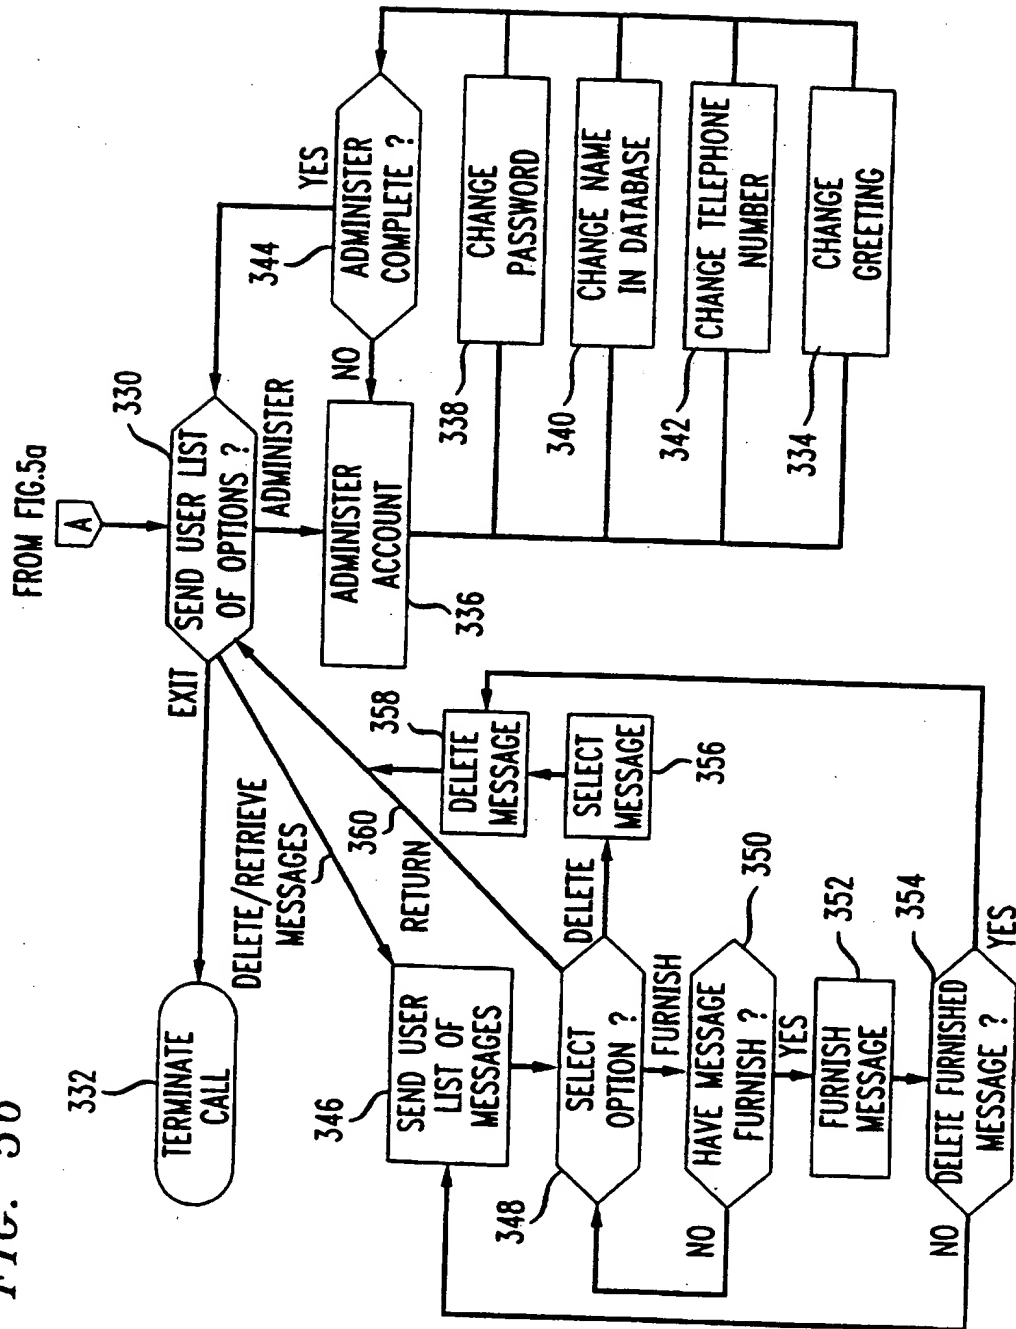 FIG. 5b
FROM FIG.5a
A
330
SEND USER LIST
OF OPTIONS ?
EXIT
ADMINISTER
YES
344
ADMINISTER
COMPLETE ?
NO
332
TERMINATE
CALL
DELETE/RETRIEVE
MESSAGES
360
RETURN
ADMINISTER
ACCOUNT
336
338
CHANGE
PASSWORD
340
CHANGE NAME
IN DATABASE
342
CHANGE TELEPHONE
NUMBER
334
CHANGE
GREETING
346
SEND USER
LIST OF
MESSAGES
358
DELETE
MESSAGE
SELECT
MESSAGE
356
348
SELECT
OPTION ?
DELETE
FURNISH
350
HAVE MESSAGE
FURNISH ?
NO
YES
352
FURNISH
MESSAGE
354
DELETE FURNISHED
MESSAGE ?
NO
YES